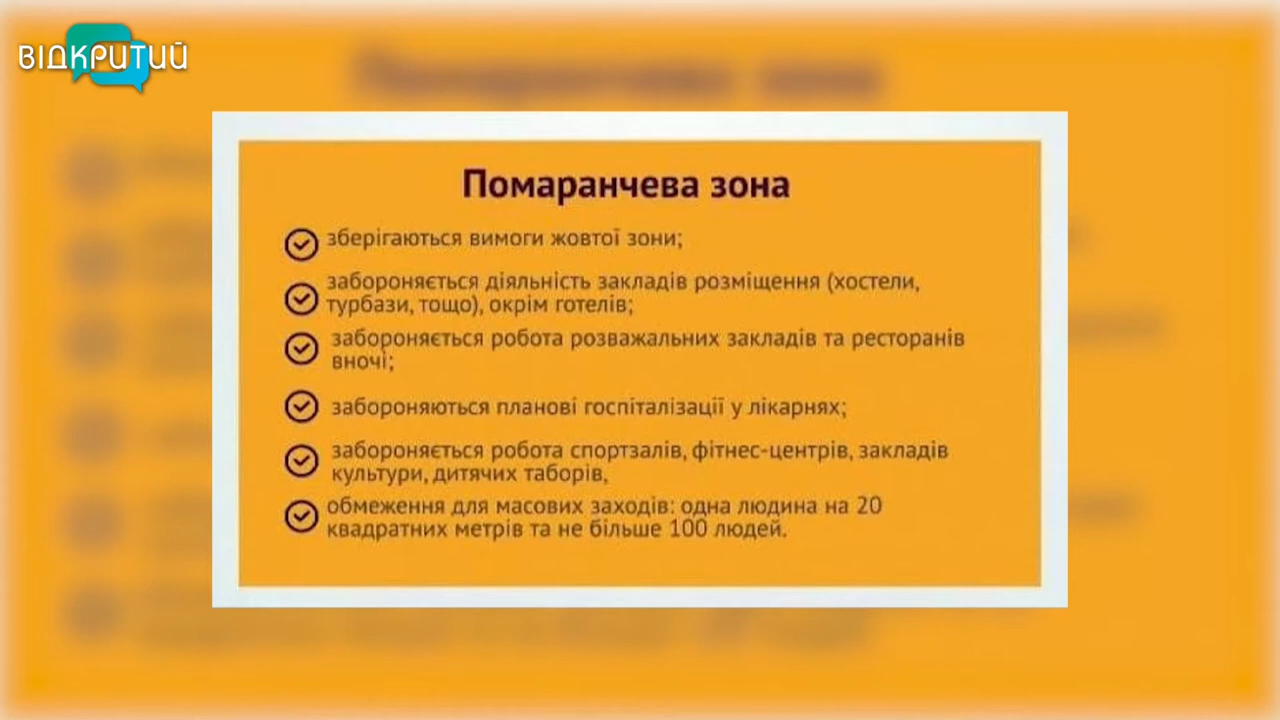 ВІДКРИТИЙ
Помаранчева зона
зберігаються вимоги жовтої зони;
забороняється діяльність закладів розміщення (хостели,
турбази, тощо), окрім готелів;
забороняється робота розважальних закладів та ресторанів
вночі;
забороняються планові госпіталізації у лікарнях;
забороняється робота спортзалів, фітнес-центрів, закладів
культури, дитячих таборів,
обмеження для масових заходів: одна людина на 20
квадратних метрів та не більше 100 людей.